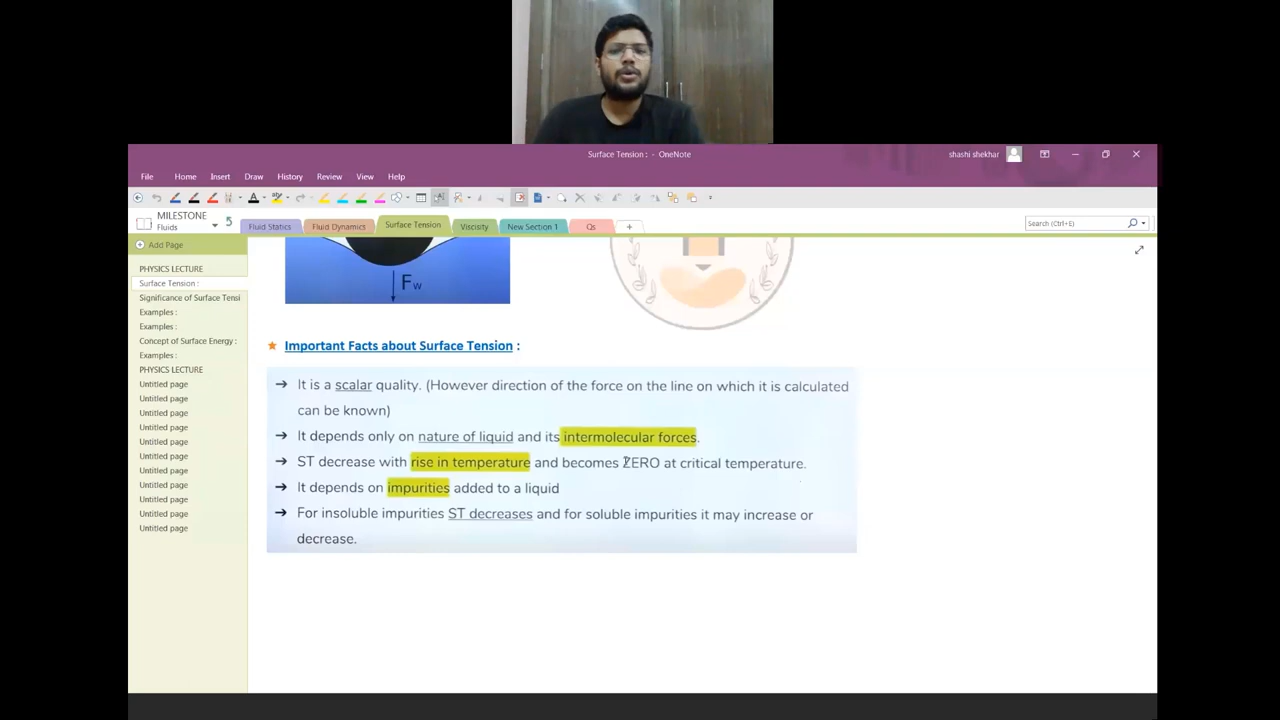 Surface Tension : - OneNote
shashi shekhar
File Home Insert Draw History Review View Help
MILESTONE
Fluids
Fluid Statics Fluid Dynamics Surface Tension Viscisity New Section 1 Qs +
Search (Ctrl+E)
Add Page
PHYSICS LECTURE
Surface Tension :
Significance of Surface Tensi
Examples :
Examples :
Concept of Surface Energy :
Examples :
PHYSICS LECTURE
Untitled page
Untitled page
Untitled page
Untitled page
Untitled page
Untitled page
Untitled page
Untitled page
Untitled page
Untitled page
Untitled page
Fw
Important Facts about Surface Tension :
→ It is a scalar quality. (However direction of the force on the line on which it is calculated
can be known)
→ It depends only on nature of liquid and its intermolecular forces.
→ ST decrease with rise in temperature and becomes ZERO at critical temperature.
→ It depends on impurities added to a liquid
→ For insoluble impurities ST decreases and for soluble impurities it may increase or
decrease.